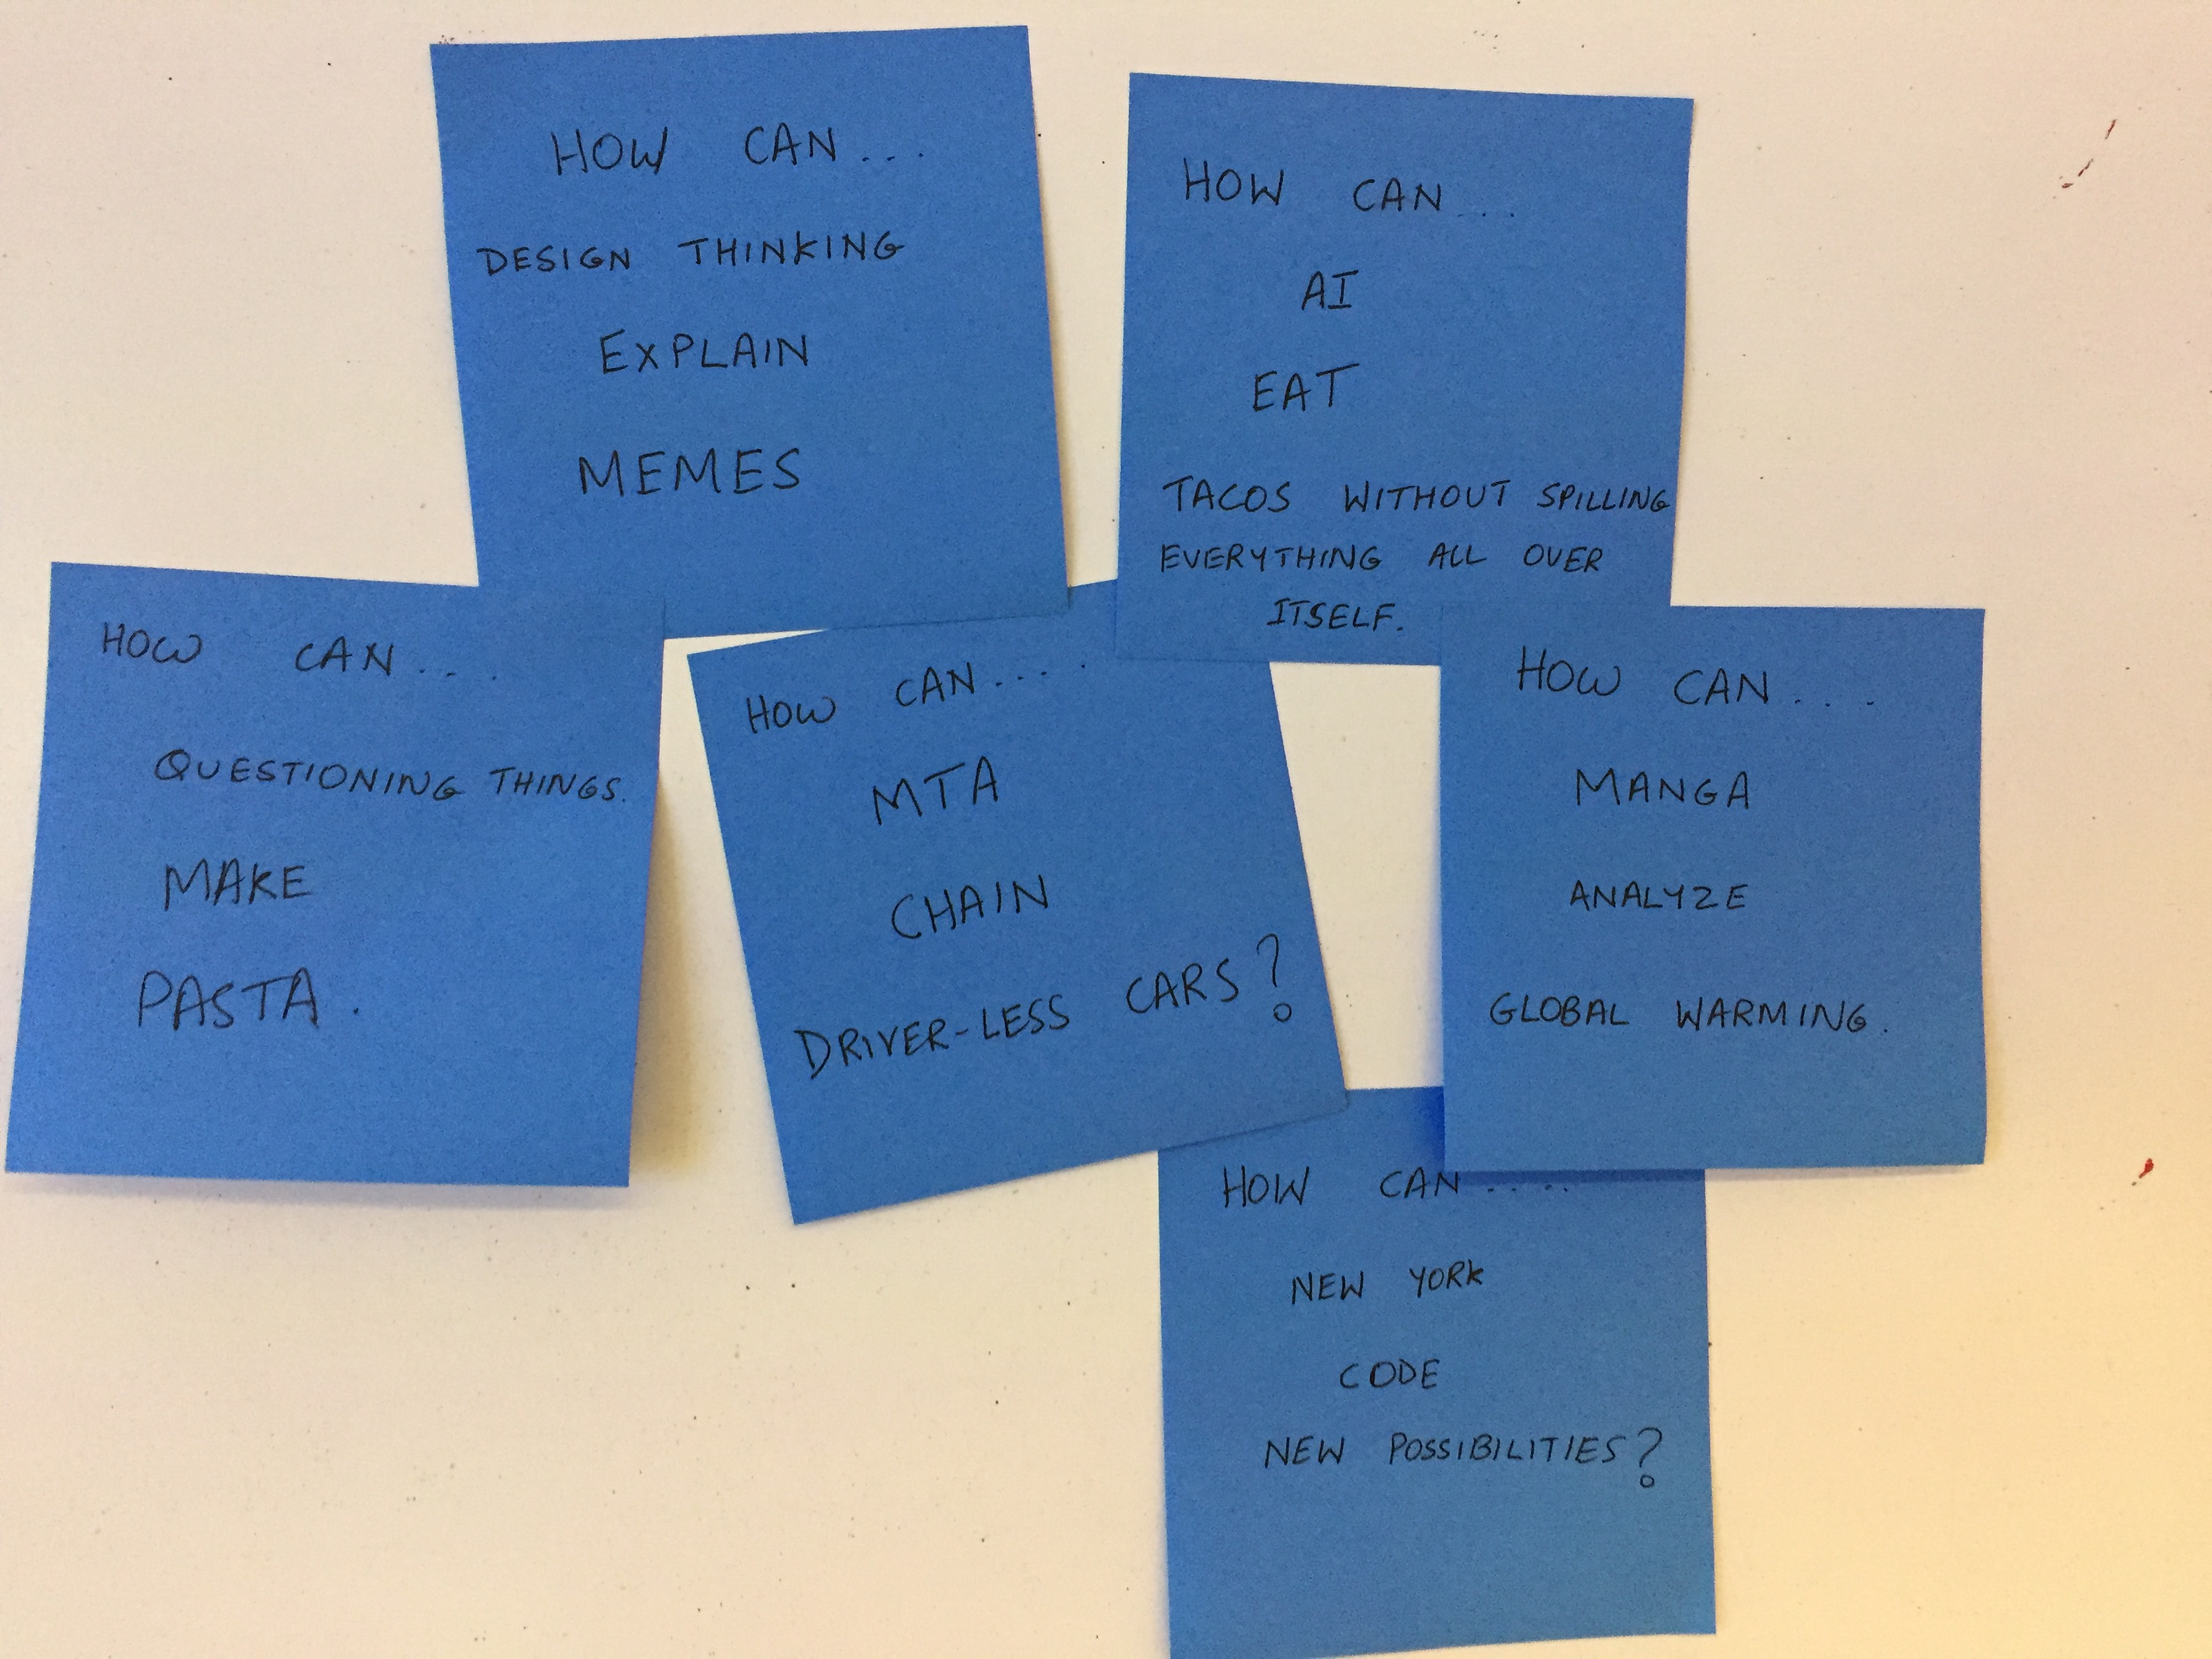 HOW CAN...
DESIGN THINKING
EXPLAIN
MEMES
HOW CAN...
AI
EAT
TACOS WITHOUT SPILLING
EVERYTHING ALL OVER
ITSELF.
HOW CAN...
QUESTIONING THINGS.
MAKE
PASTA.
HOW CAN....
MTA
CHAIN
DRIVER-LESS CARS?
HOW CAN....
MANGA
ANALYZE
GLOBAL WARMING.
HOW CAN....
NEW YORK
CODE
NEW POSSIBILITIES?